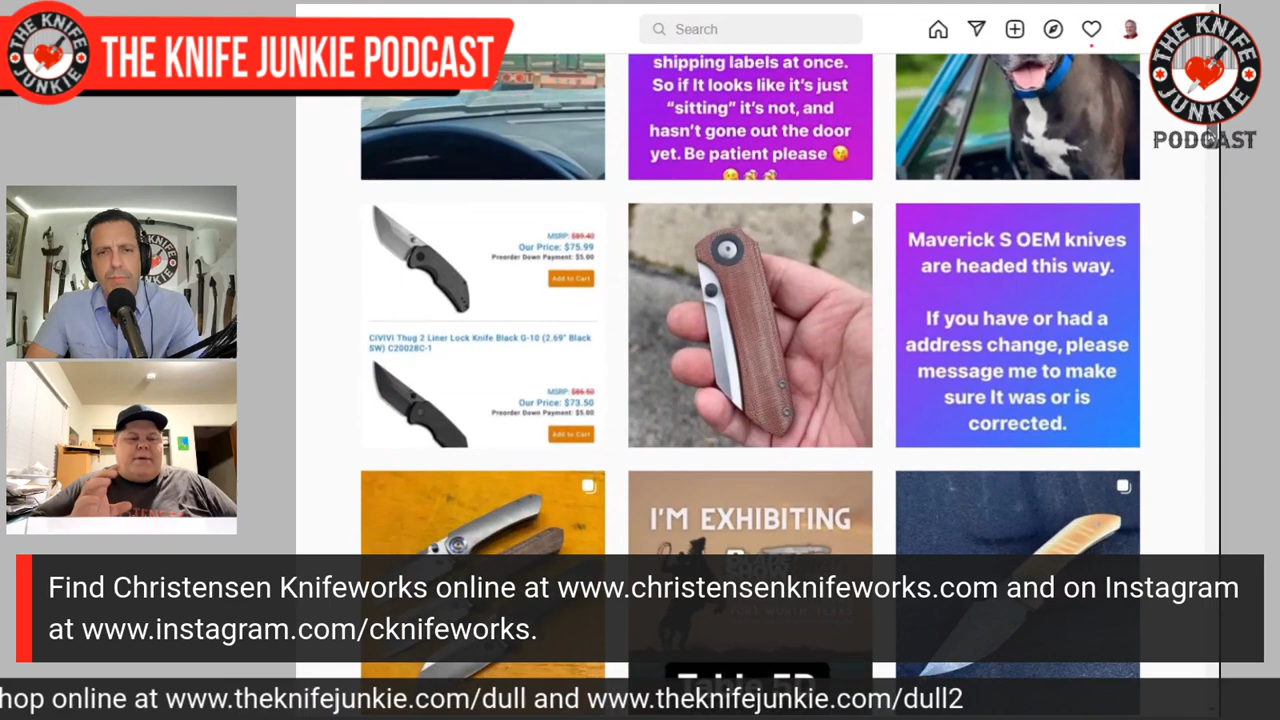 THE KNIFE JUNKIE
THE KNIFE JUNKIE PODCAST
Search
THE KNIFE JUNKIE
PODCAST
shipping labels at once.
So if It looks like it's just
“sitting” it's not, and
hasn't gone out the door
yet. Be patient please
MSRP: $89.40
Our Price: $75.99
Preorder Down Payment: $5.00
Add to Cart
CIVIVI Thug 2 Liner Lock Knife Black G-10 (2.69" Black
SW) C20028C-1
MSRP: $86.50
Our Price: $73.50
Preorder Down Payment: $5.00
Add to Cart
Maverick S OEM knives
are headed this way.
If you have or had a
address change, please
message me to make
sure It was or is
corrected.
I'M EXHIBITING
Find Christensen Knifeworks online at www.christensenknifeworks.com and on Instagram
at www.instagram.com/cknifeworks.
hop online at www.theknifejunkie.com/dull and www.theknifejunkie.com/dull2